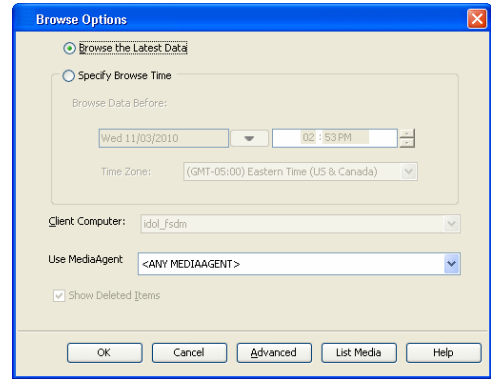 Browse Options
Browse the Latest Data
Specify Browse Time
Browse Data Before:
Wed 11/03/2010 02 : 53 PM
Time Zone: (GMT-05:00) Eastern Time (US & Canada)
Client Computer: idol_fsdm
Use MediaAgent <ANY MEDIAAGENT>
Show Deleted Items
OK Cancel Advanced List Media Help